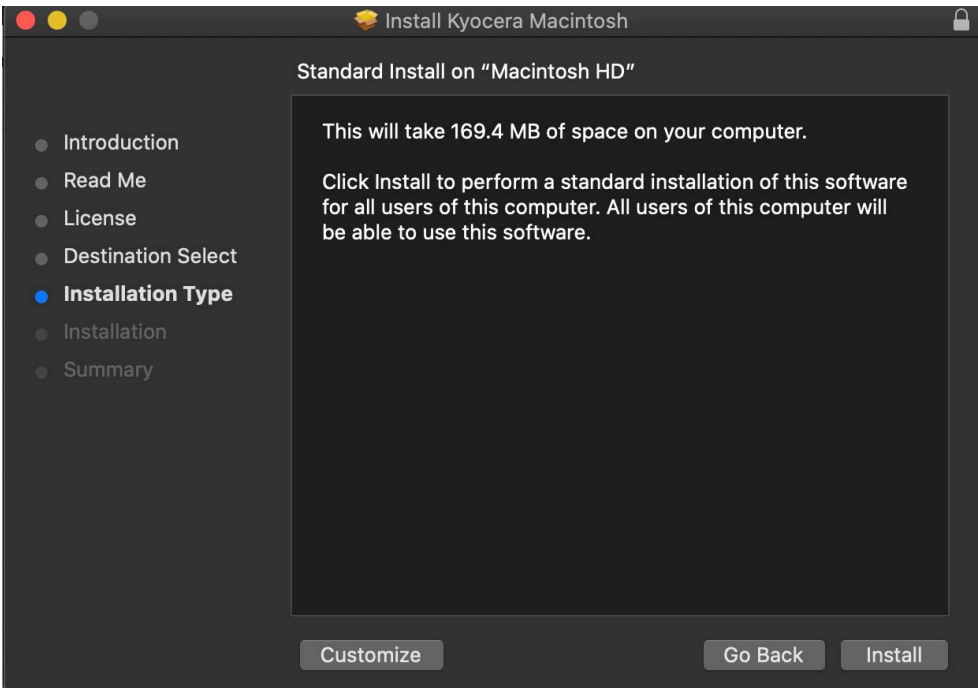 Install Kyocera Macintosh
Standard Install on “Macintosh HD”
Introduction
Read Me
License
Destination Select
Installation Type
Installation
Summary
This will take 169.4 MB of space on your computer.
Click Install to perform a standard installation of this software
for all users of this computer. All users of this computer will
be able to use this software.
Customize
Go Back
Install